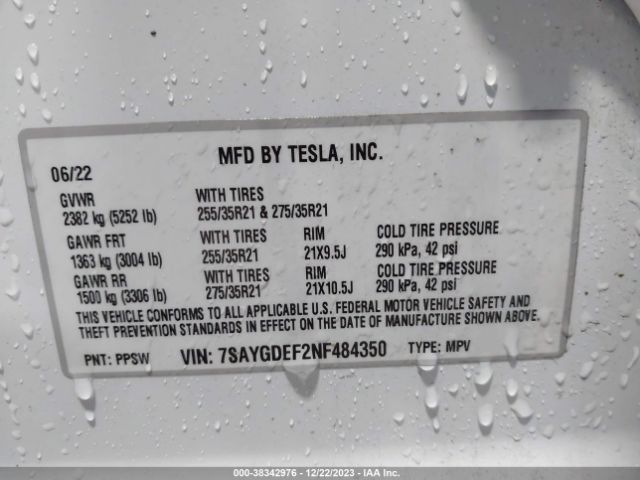 MFD BY TESLA, INC.
06/22
GVWR WITH TIRES
2382 kg (5252 lb) 255/35R21 & 275/35R21
GAWR FRT WITH TIRES RIM COLD TIRE PRESSURE
1363 kg (3004 lb) 255/35R21 21X9.5J 290 kPa, 42 psi
GAWR RR WITH TIRES RIM COLD TIRE PRESSURE
1500 kg (3306 lb) 275/35R21 21X10.5J 290 kPa, 42 psi
THIS VEHICLE CONFORMS TO ALL APPLICABLE U.S. FEDERAL MOTOR VEHICLE SAFETY AND
THEFT PREVENTION STANDARDS IN EFFECT ON THE DATE OF MANUFACTURE SHOWN ABOVE.
PNT: PPSW VIN: 7SAYGDEF2NF484350 TYPE: MPV
000-38342976 - 12/22/2023 - IAA Inc.